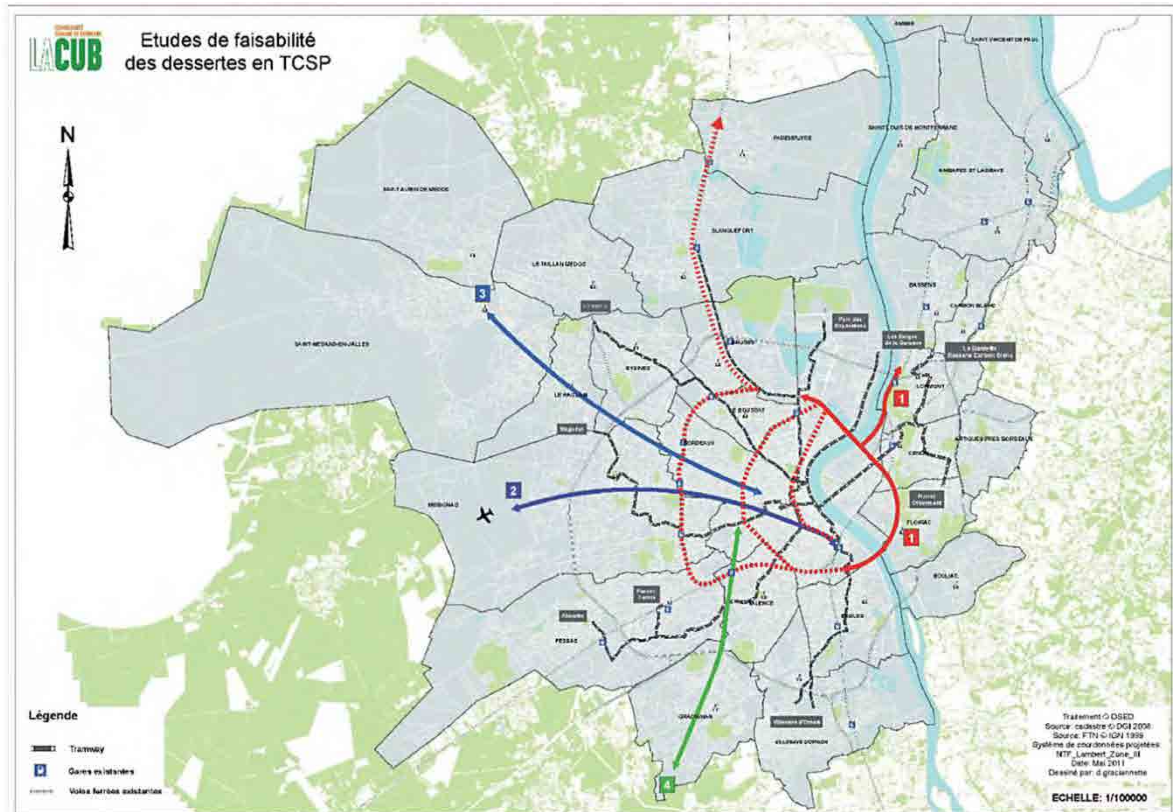 LACUB
Etudes de faisabilité
des dessertes en TCSP
N
SAINT VINCENT DE PAUL
PAREMPUYRE
SAINT LOUIS DE MONTFERRAND
AMBARES ET LAGRAVE
SAINT AUBIN DE MEDOC
BLANQUEFORT
LE TAILLAN MEDOC
BASSENS
CARBON BLANC
3
Parc des
Expositions
Les Berges
de la Garonne
La Gardette
Bassens Carbon Blanc
SAINT-MEDARD-EN-JALLES
EYSINES
BRUGES
LORMONT
1
LE HAILLAN
LE BOUSCAT
ARTIGUES PRES BORDEAUX
BORDEAUX
CENON
2
MERIGNAC
FLOIRAC
1
BOULIAC
TALENCE
BEGLES
PESSAC
GRADIGNAN
Villenave d'Ornon
VILLENAVE D'ORNON
4
Légende
Tramway
Gares existantes
Voies ferrées existantes
Traitement © DSED
Source: cadastre © DGI 2008
Source: FTN © IGN 1999
Système de coordonnées projetées:
NTF_Lambert_Zone_III
Date: Mai 2011
Dessiné par: d.graciannette
ECHELLE: 1/100000